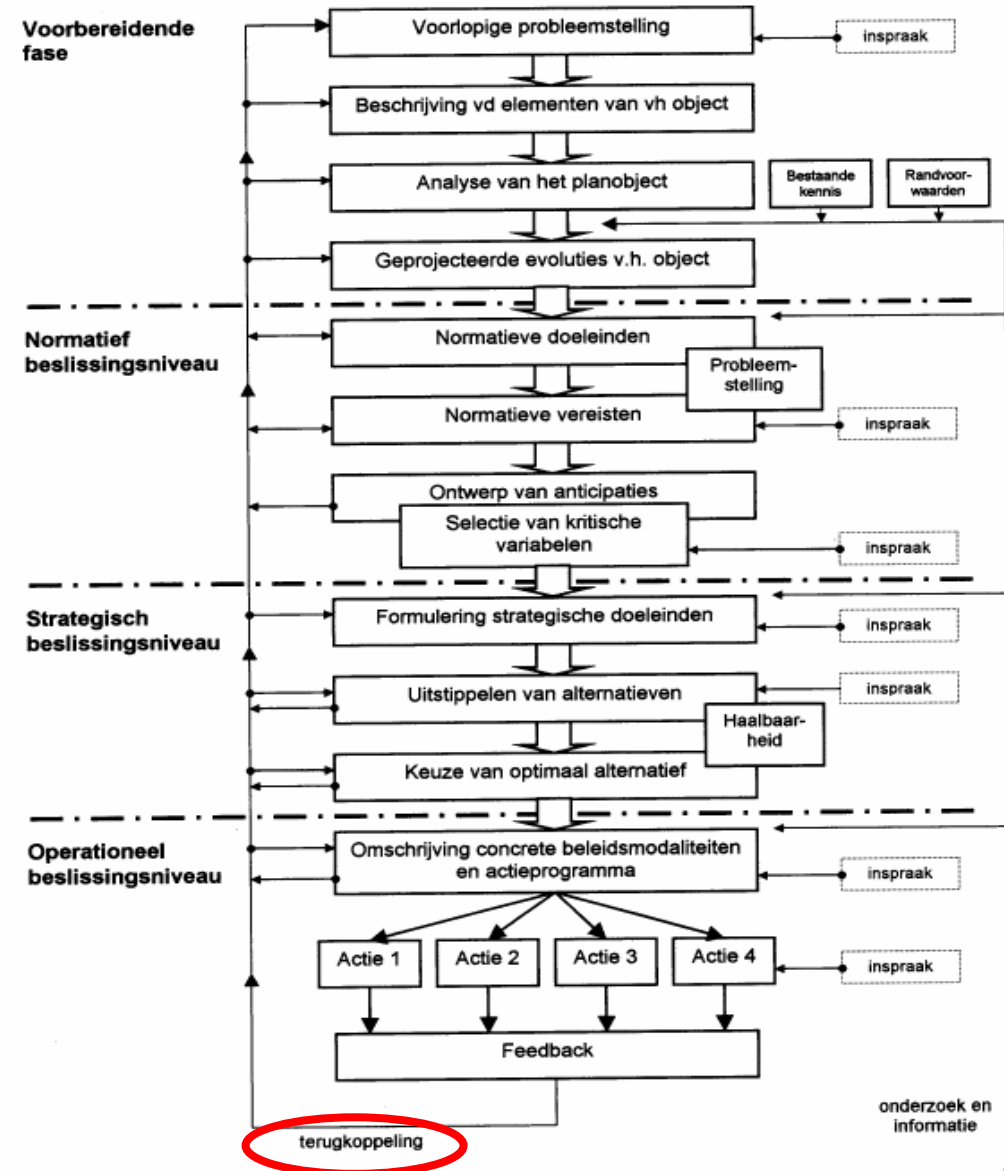 Voorbereidende
fase
Voorlopige probleemstelling
inspraak
Beschrijving vd elementen van vh object
Analyse van het planobject
Bestaande
kennis
Randvoor-
waarden
Geprojecteerde evoluties v.h. object
Normatief
beslissingsniveau
Normatieve doeleinden
Probleem-
stelling
Normatieve vereisten
inspraak
Ontwerp van anticipaties
Selectie van kritische
variabelen
inspraak
Strategisch
beslissingsniveau
Formulering strategische doeleinden
inspraak
Uitstippelen van alternatieven
inspraak
Haalbaar-
heid
Keuze van optimaal alternatief
Operationeel
beslissingsniveau
Omschrijving concrete beleidsmodaliteiten
en actieprogramma
inspraak
Actie 1
Actie 2
Actie 3
Actie 4
inspraak
Feedback
terugkoppeling
onderzoek en
informatie